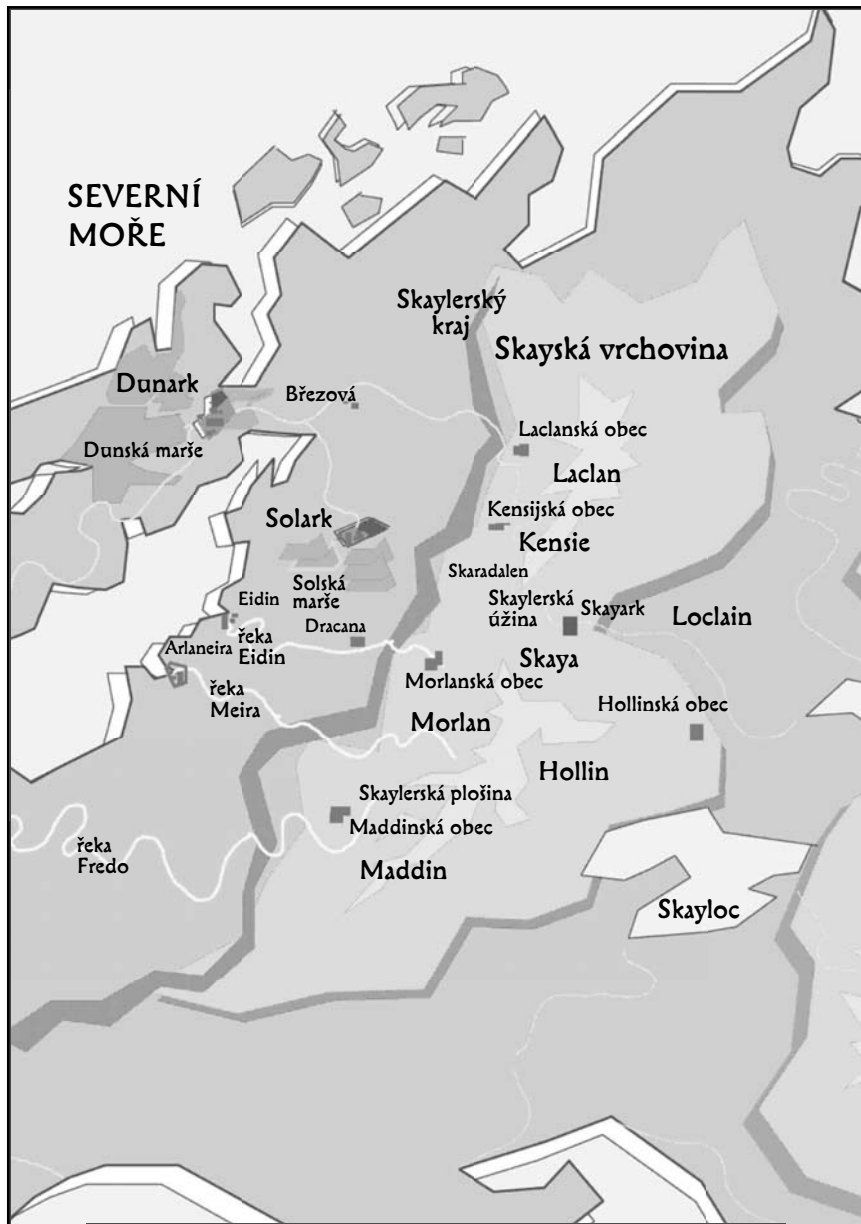 SEVERNÍ
MOŘE
Skaylerský
kraj
Skayská vrchovina
Dunark
Březová
Dunská marše
Laclanská obec
Laclan
Solark
Kensijská obec
Kensie
Skaradalen
Solská
marše
Eidin
Skaylerská
úžina
Skayark
Loclain
Dracana
řeka
Eidin
Arlaneira
Skaya
Morlanská obec
řeka
Meira
Hollinská obec
Morlan
Hollin
Skaylerská plošina
Maddinská obec
řeka
Fredo
Maddin
Skayloc